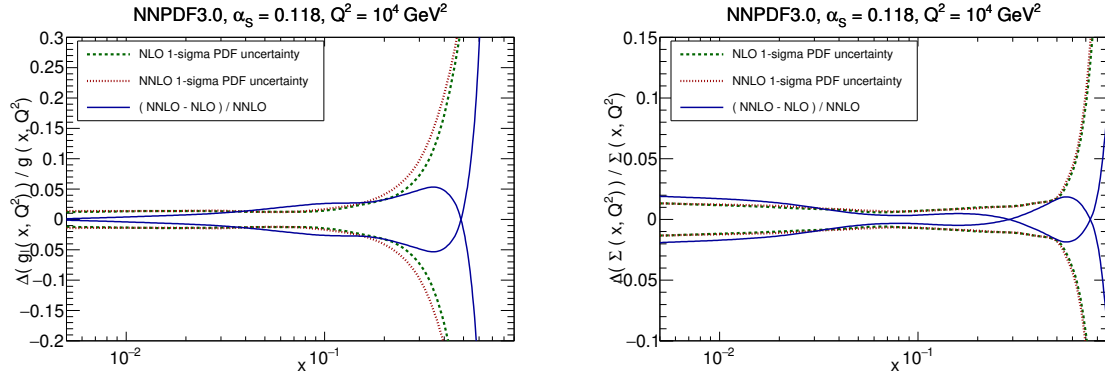 NNPDF3.0, αS = 0.118, Q2 = 104 GeV2
0.3
0.25
0.2
0.15
0.1
0.05
0
−0.05
−0.1
−0.15
−0.2
NLO 1-sigma PDF uncertainty
NNLO 1-sigma PDF uncertainty
( NNLO - NLO ) / NNLO
Δ( g( x, Q2)) / g ( x, Q2)
10−2
10−1
x
NNPDF3.0, αS = 0.118, Q2 = 104 GeV2
0.15
0.1
0.05
0
−0.05
−0.1
NLO 1-sigma PDF uncertainty
NNLO 1-sigma PDF uncertainty
( NNLO - NLO ) / NNLO
Δ( Σ ( x, Q2)) / Σ ( x, Q2)
10−2
10−1
x